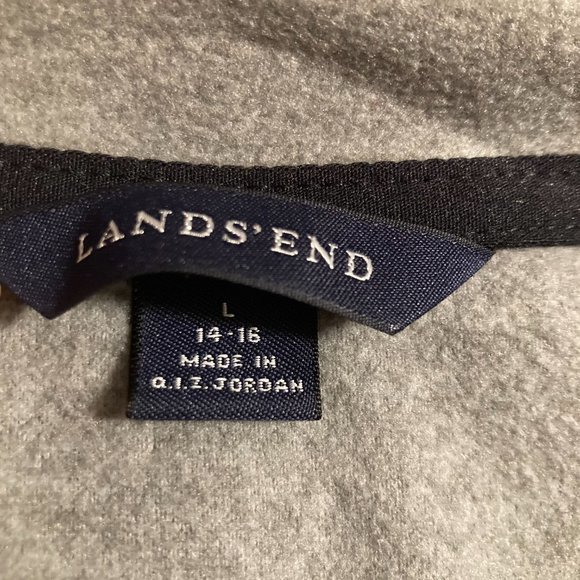 LANDS' END
L
14-16
MADE IN
Q.I.Z. JORDAN